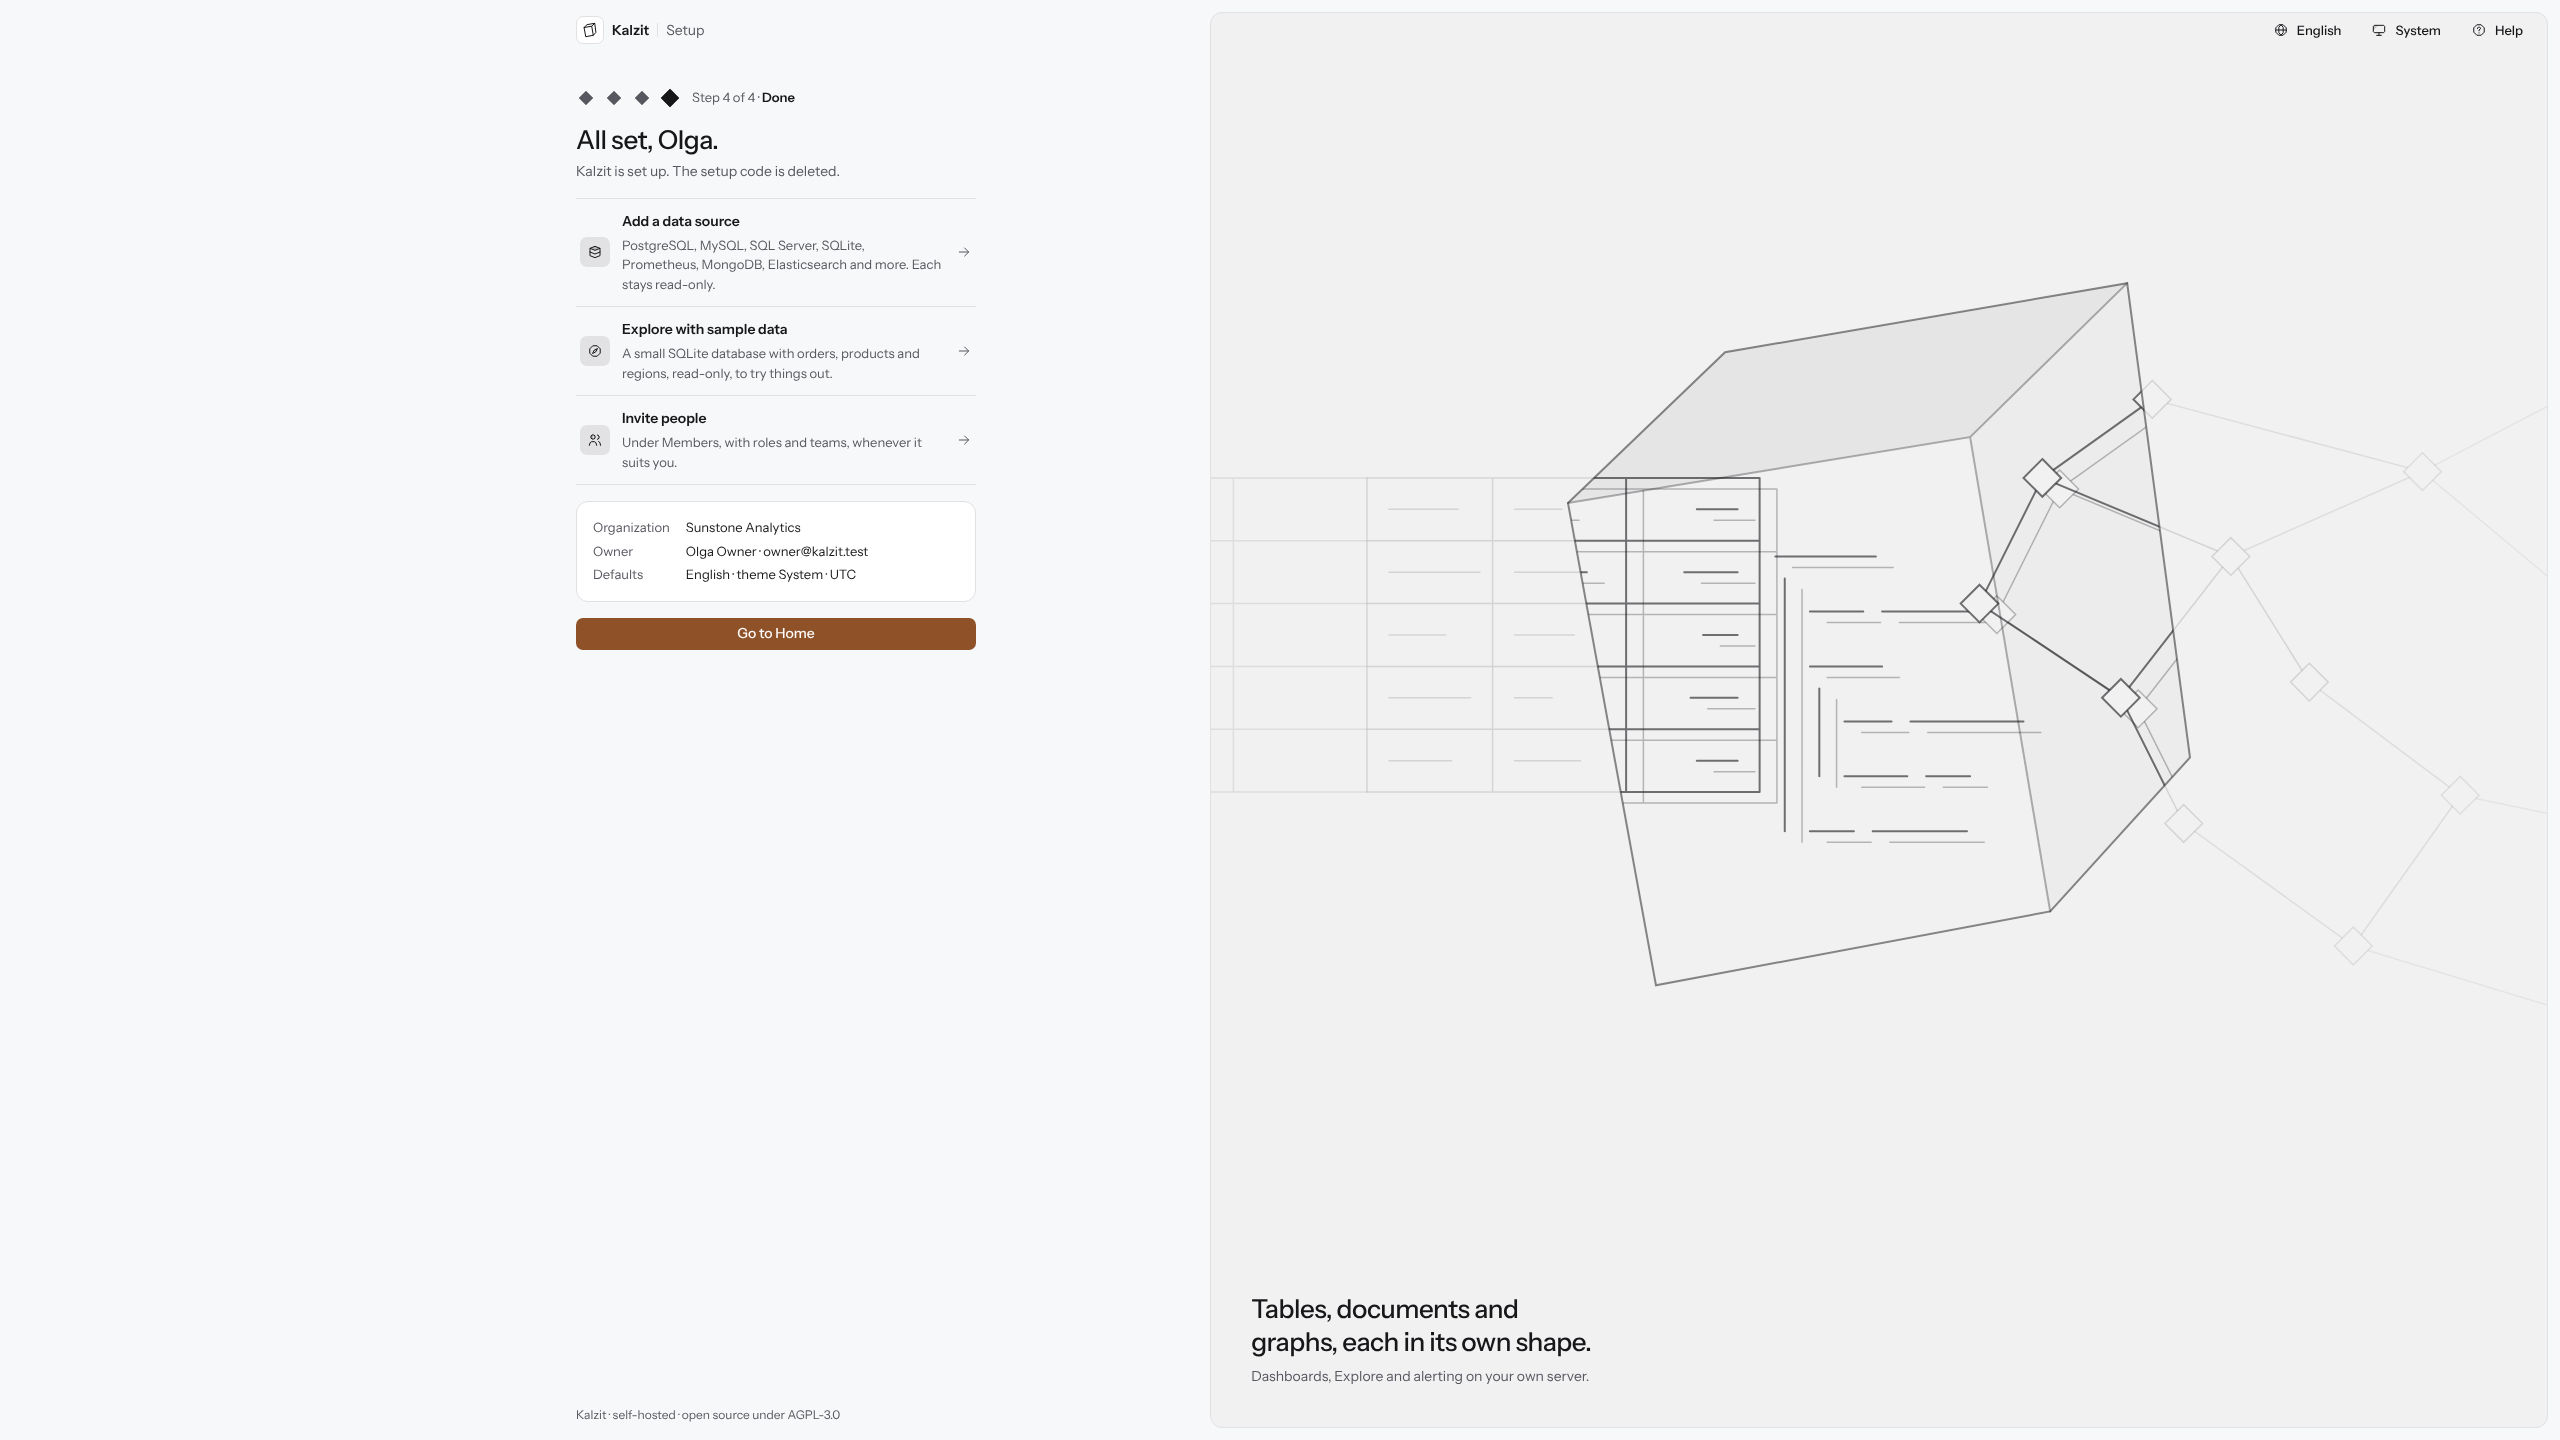 Kalzit Setup
English System Help
Step 4 of 4 · Done
All set, Olga.
Kalzit is set up. The setup code is deleted.
Add a data source
PostgreSQL, MySQL, SQL Server, SQLite,
Prometheus, MongoDB, Elasticsearch and more. Each
stays read-only.
Explore with sample data
A small SQLite database with orders, products and
regions, read-only, to try things out.
Invite people
Under Members, with roles and teams, whenever it
suits you.
Organization Sunstone Analytics
Owner Olga Owner · owner@kalzit.test
Defaults English · theme System · UTC
Go to Home
Tables, documents and
graphs, each in its own shape.
Dashboards, Explore and alerting on your own server.
Kalzit · self-hosted · open source under AGPL-3.0